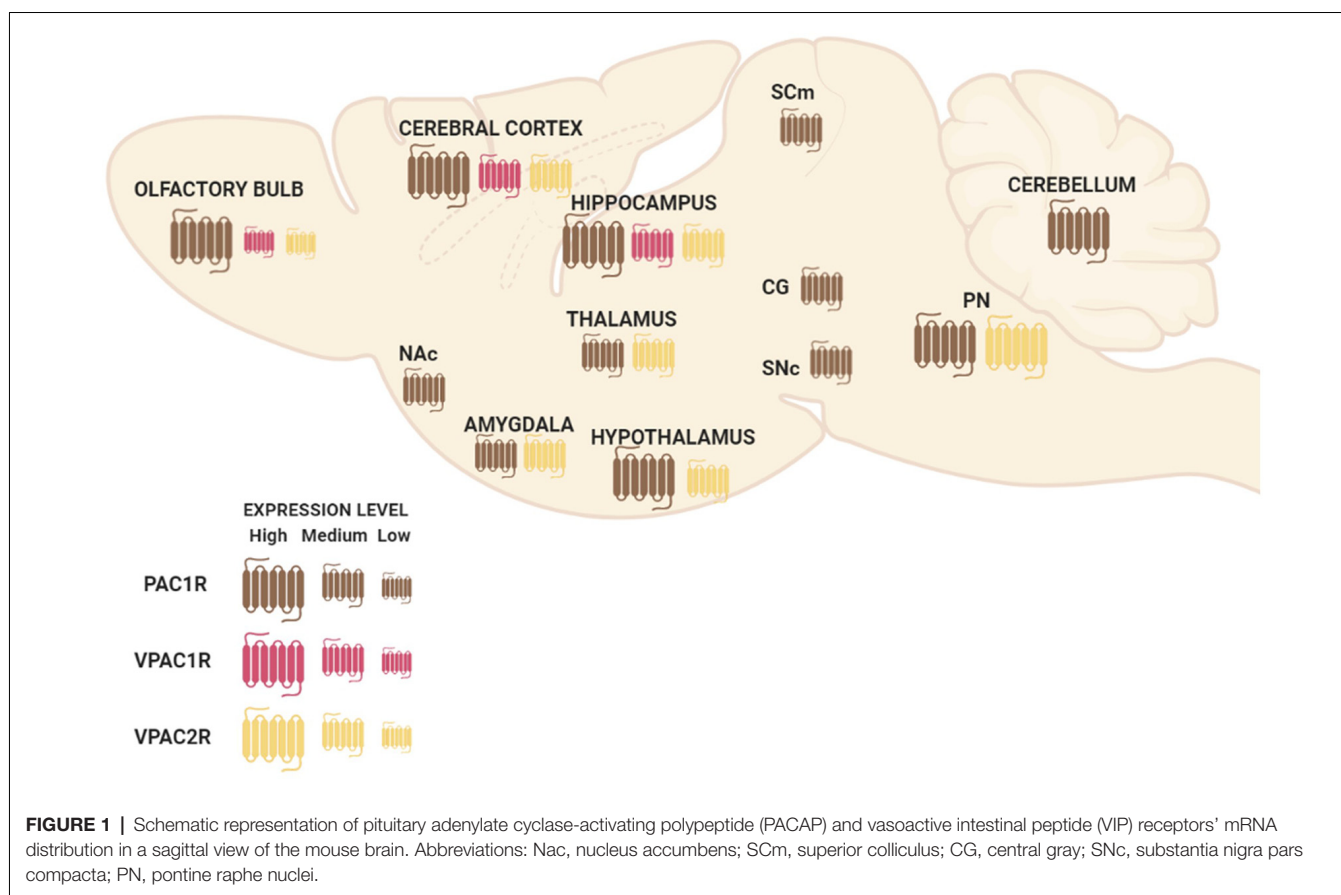 SCm
CEREBRAL CORTEX
OLFACTORY BULB
CEREBELLUM
HIPPOCAMPUS
CG
PN
THALAMUS
NAc
SNc
AMYGDALA
HYPOTHALAMUS
EXPRESSION LEVEL
High Medium Low
PAC1R
VPAC1R
VPAC2R
FIGURE 1 | Schematic representation of pituitary adenylate cyclase-activating polypeptide (PACAP) and vasoactive intestinal peptide (VIP) receptors’ mRNA
distribution in a sagittal view of the mouse brain. Abbreviations: Nac, nucleus accumbens; SCm, superior colliculus; CG, central gray; SNc, substantia nigra pars
compacta; PN, pontine raphe nuclei.